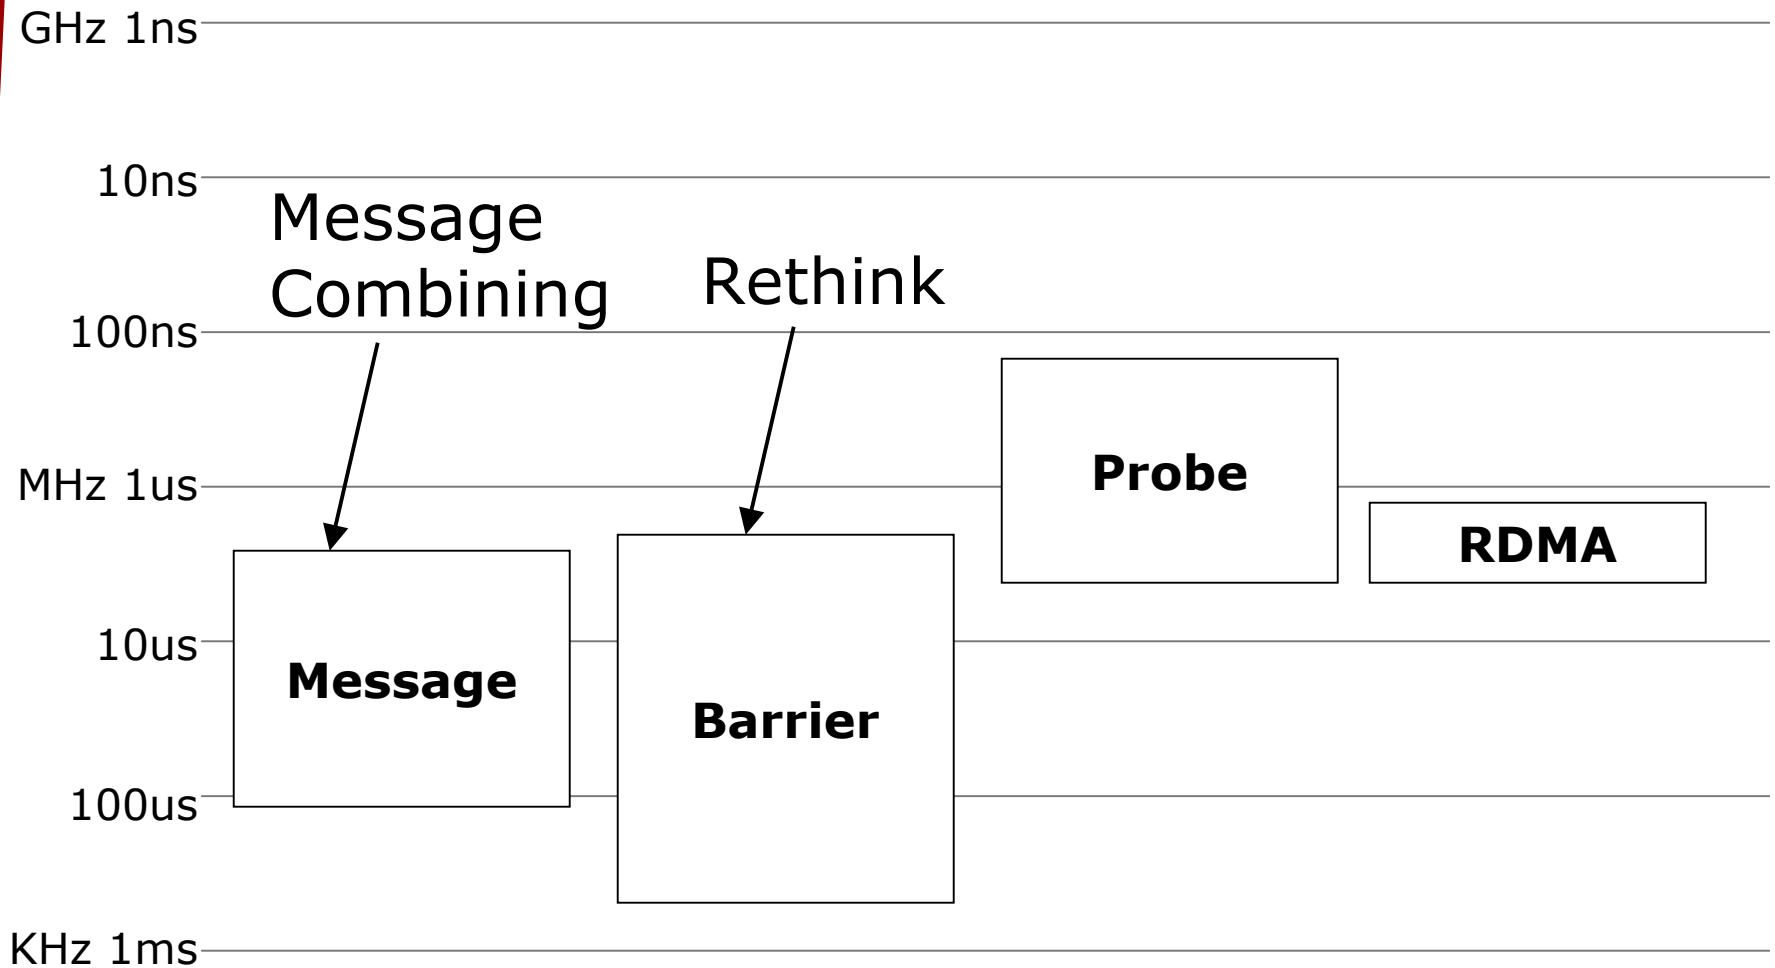 GHz 1ns
10ns
Message
Combining
Rethink
100ns
Probe
MHz 1us
RDMA
10us
Message
Barrier
100us
KHz 1ms